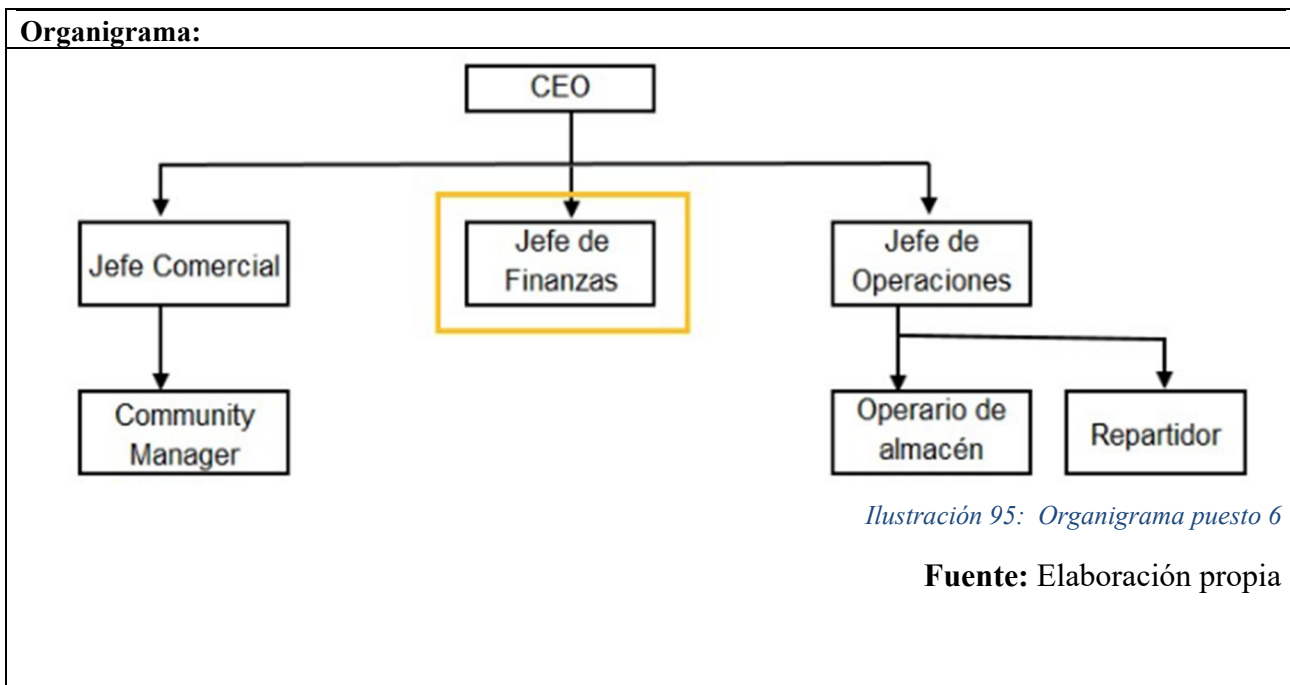 Organigrama:
CEO
Jefe Comercial
Jefe de
Finanzas
Jefe de
Operaciones
Community
Manager
Operario de
almacén
Repartidor
Ilustración 95: Organigrama puesto 6
Fuente: Elaboración propia